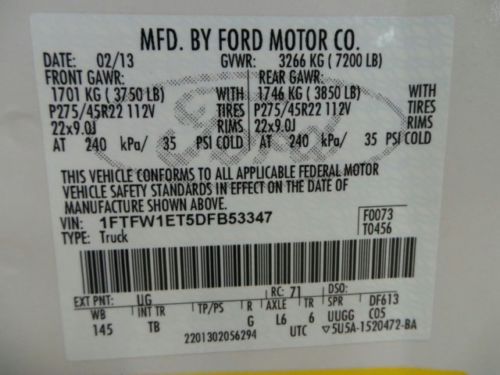 MFD. BY FORD MOTOR CO.
DATE: 02/13 GVWR: 3266 KG ( 7200 LB)
FRONT GAWR: REAR GAWR:
1701 KG ( 3750 LB) WITH 1746 KG ( 3850 LB) WITH
P275/45R22 112V TIRES P275/45R22 112V TIRES
22x9.0J RIMS 22x9.0J RIMS
AT 240 kPa/ 35 PSI COLD AT 240 kPa/ 35 PSI COLD
Ford
THIS VEHICLE CONFORMS TO ALL APPLICABLE FEDERAL MOTOR
VEHICLE SAFETY STANDARDS IN EFFECT ON THE DATE OF
MANUFACTURE SHOWN ABOVE.
VIN: 1FTFW1ET5DFB53347 F0073
TYPE: Truck T0456
EXT PNT: UG RC: 71 DSO:
WB INT TR TP/PS R AXLE TR SPR DF613
145 TB G L6 6 UUGG C05
2201302056294 UTC ▽5U5A-1520472-BA